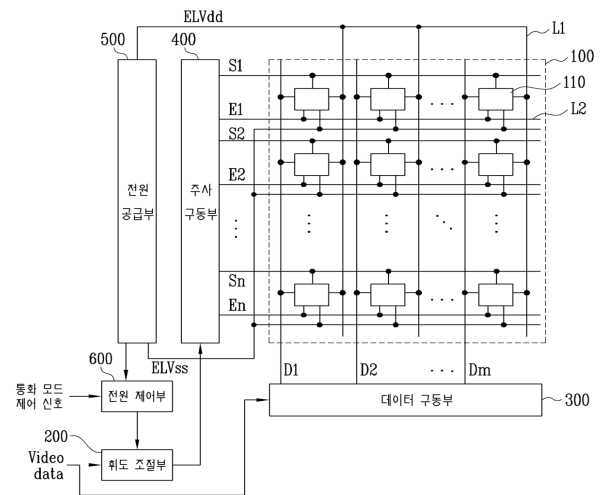 ELVdd
500
400
L1
100
S1
110
E1
L2
S2
E2
전원
공급부
주사
구동부
Sn
En
ELVss
600
D1
D2
Dm
통화 모드
제어 신호
전원 제어부
데이터 구동부
300
200
Video
data
휘도 조절부